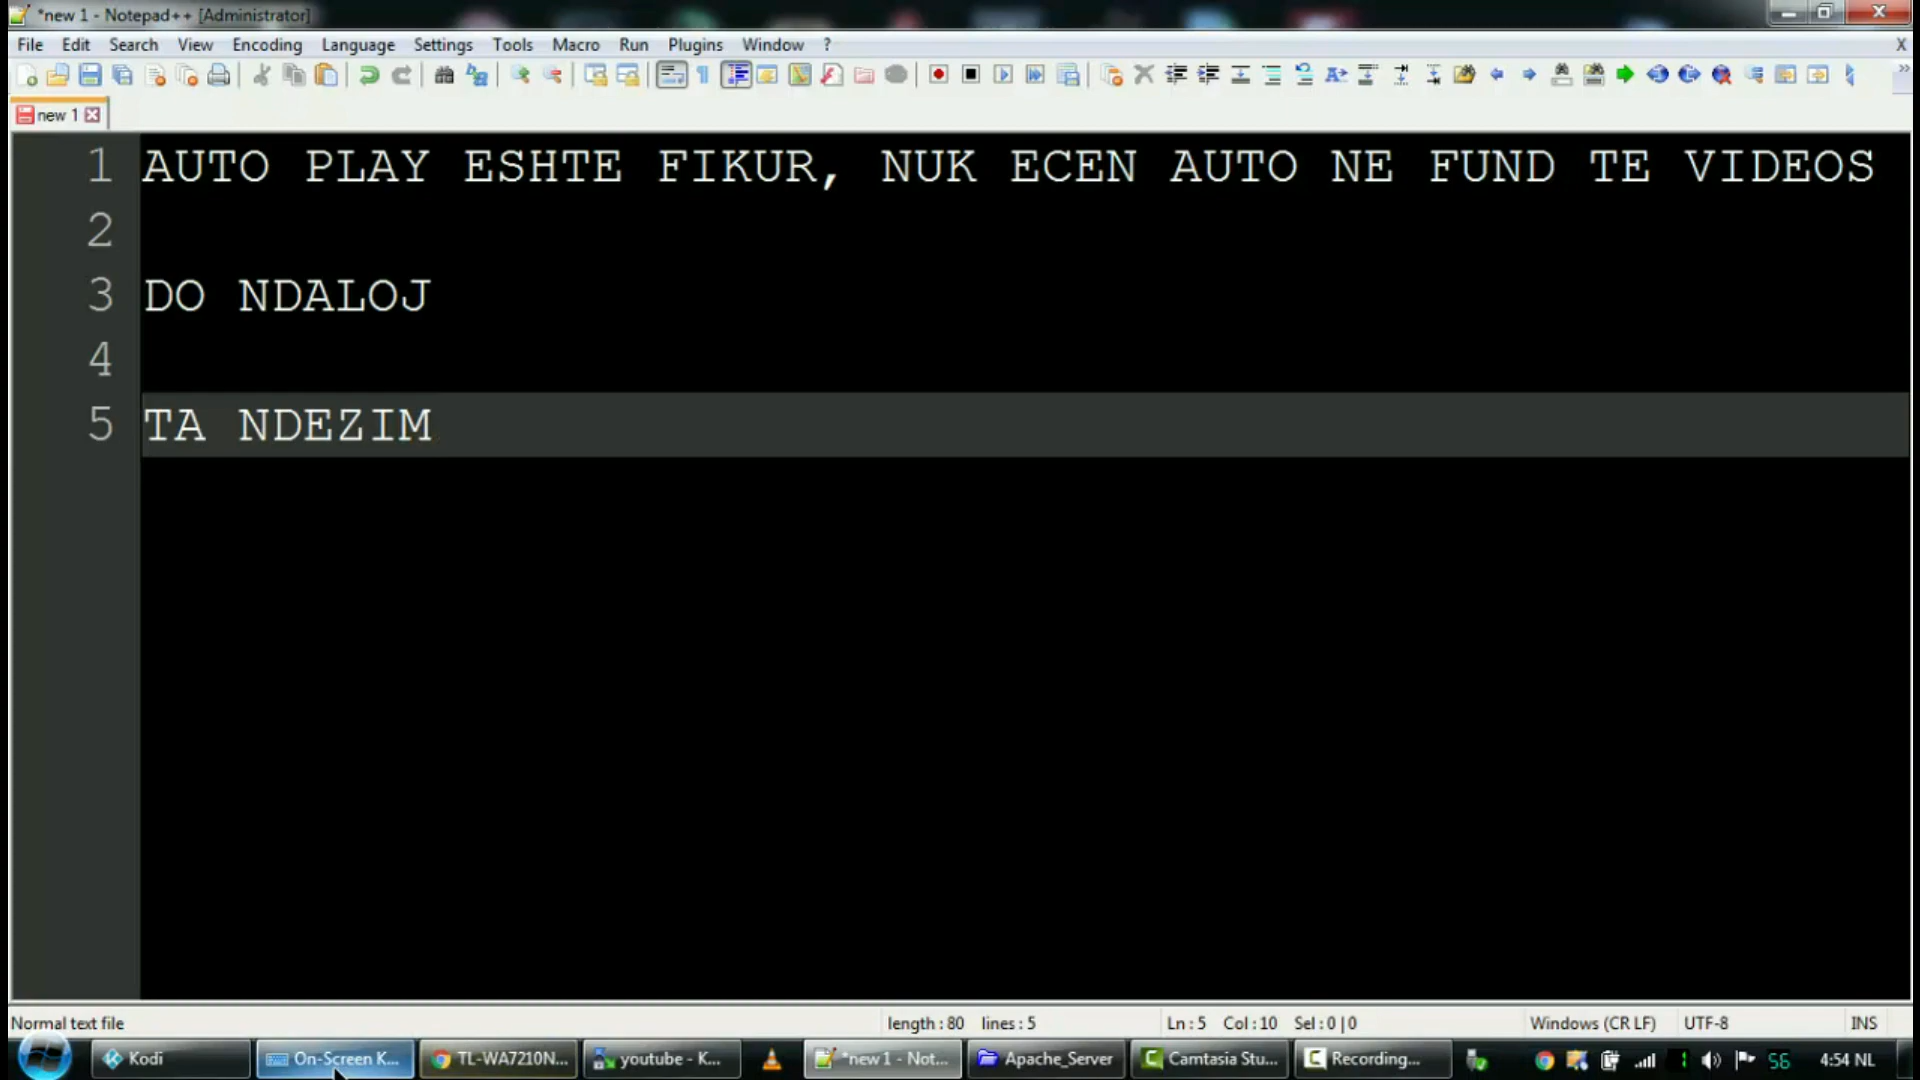 *new 1 - Notepad++ [Administrator]
File Edit Search View Encoding Language Settings Tools Macro Run Plugins Window ? X
new 1
1 AUTO PLAY ESHTE FIKUR, NUK ECEN AUTO NE FUND TE VIDEOS
2
3 DO NDALOJ
4
5 TA NDEZIM
Normal text file length : 80 lines : 5 Ln : 5 Col : 10 Sel : 0 | 0 Windows (CR LF) UTF-8 INS
Kodi On-Screen K... TL-WA7210N... youtube - K... *new 1 - Not... Apache_Server Camtasia Stu... Recording... 56 4:54 NL